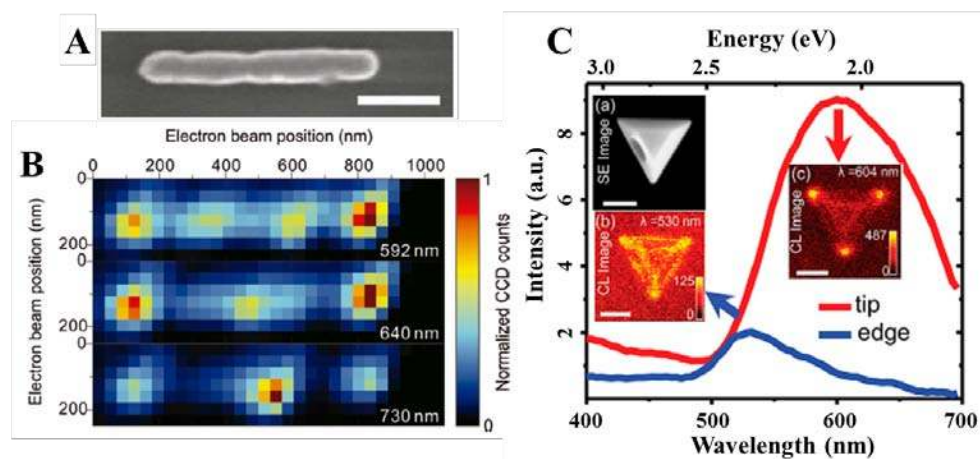 A
B
Electron beam position (nm)
0 200 400 600 800 1000
Electron beam position (nm)
0
200
0
200
0
200
592 nm
640 nm
730 nm
1
0
Normalized CCD counts
C
Energy (eV)
3.0 2.5 2.0
Intensity (a.u.)
8
6
4
2
(a)
SE Image
(b)
λ =530 nm
CL Image
125
0
(c)
λ =604 nm
CL Image
487
0
tip
edge
400 500 600 700
Wavelength (nm)